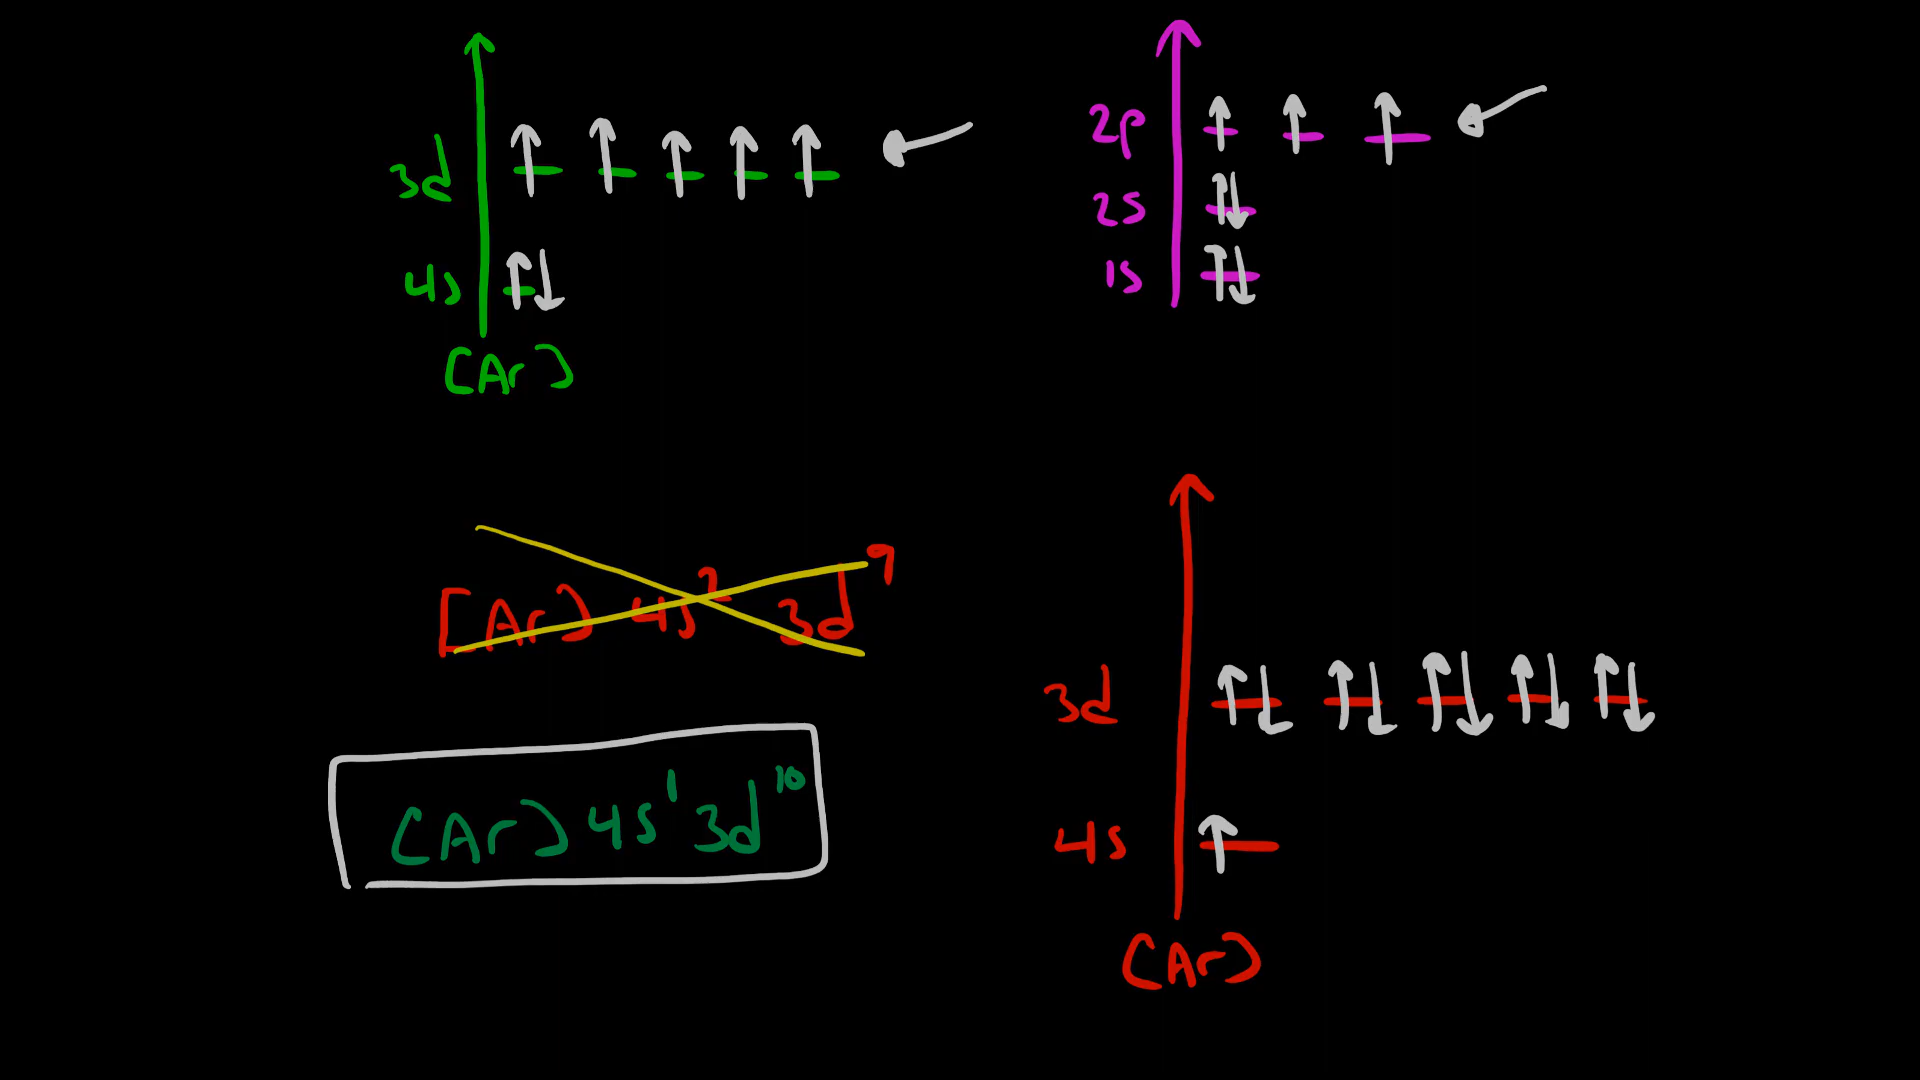 3d
4s
[Ar]
2p
2s
1s
[Ar] 4s² 3d⁹
[Ar] 4s¹ 3d¹⁰
3d
4s
[Ar]